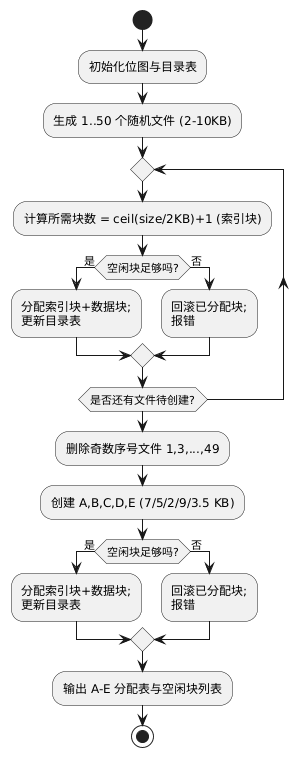 初始化位图与目录表
生成 1..50 个随机文件 (2-10KB)
计算所需块数 = ceil(size/2KB)+1 (索引块)
是
空闲块足够吗?
否
分配索引块+数据块;
更新目录表
回滚已分配块;
报错
是否还有文件待创建?
删除奇数序号文件 1,3,...,49
创建 A,B,C,D,E (7/5/2/9/3.5 KB)
是
空闲块足够吗?
否
分配索引块+数据块;
更新目录表
回滚已分配块;
报错
输出 A-E 分配表与空闲块列表